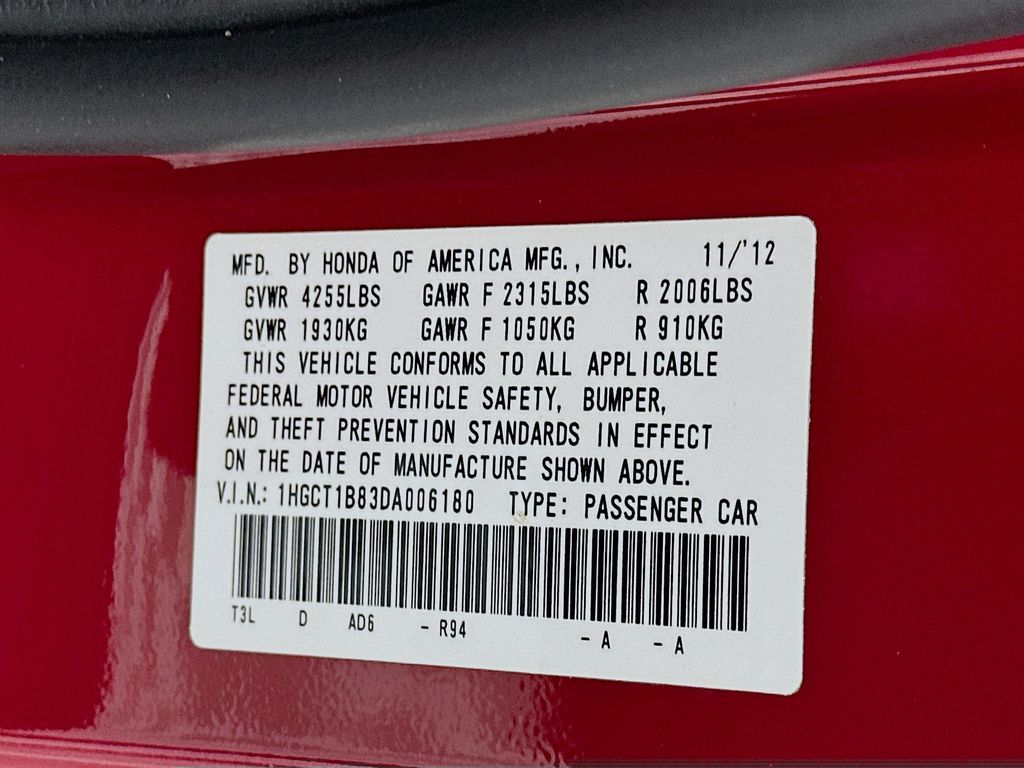 MFD. BY HONDA OF AMERICA MFG., INC. 11/'12
GVWR 4255LBS GAWR F 2315LBS R 2006LBS
GVWR 1930KG GAWR F 1050KG R 910KG
THIS VEHICLE CONFORMS TO ALL APPLICABLE
FEDERAL MOTOR VEHICLE SAFETY, BUMPER,
AND THEFT PREVENTION STANDARDS IN EFFECT
ON THE DATE OF MANUFACTURE SHOWN ABOVE.
V.I.N.: 1HGCT1B83DA006180 TYPE: PASSENGER CAR
T3L D AD6 - R94 - A - A